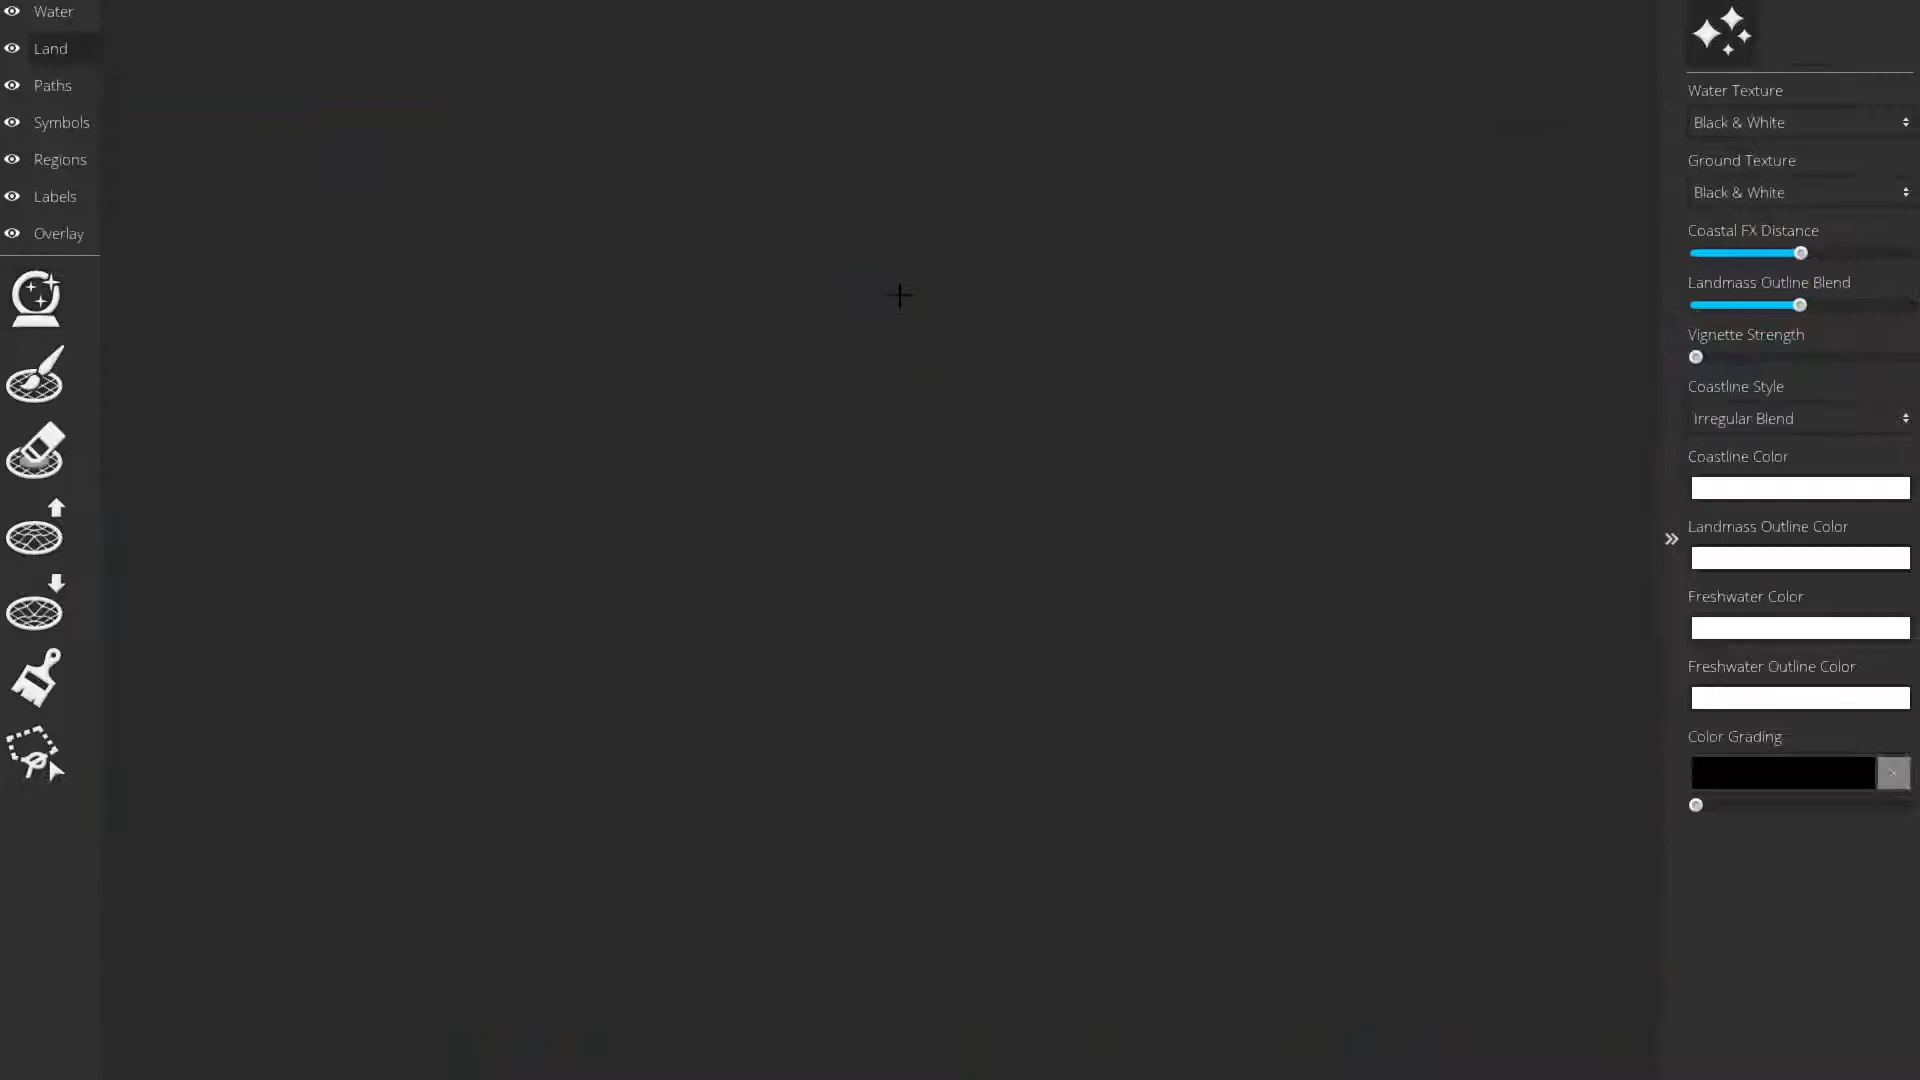 Water
Land
Paths
Symbols
Regions
Labels
Overlay
Water Texture
Black & White
Ground Texture
Black & White
Coastal FX Distance
Landmass Outline Blend
Vignette Strength
Coastline Style
Irregular Blend
Coastline Color
Landmass Outline Color
Freshwater Color
Freshwater Outline Color
Color Grading